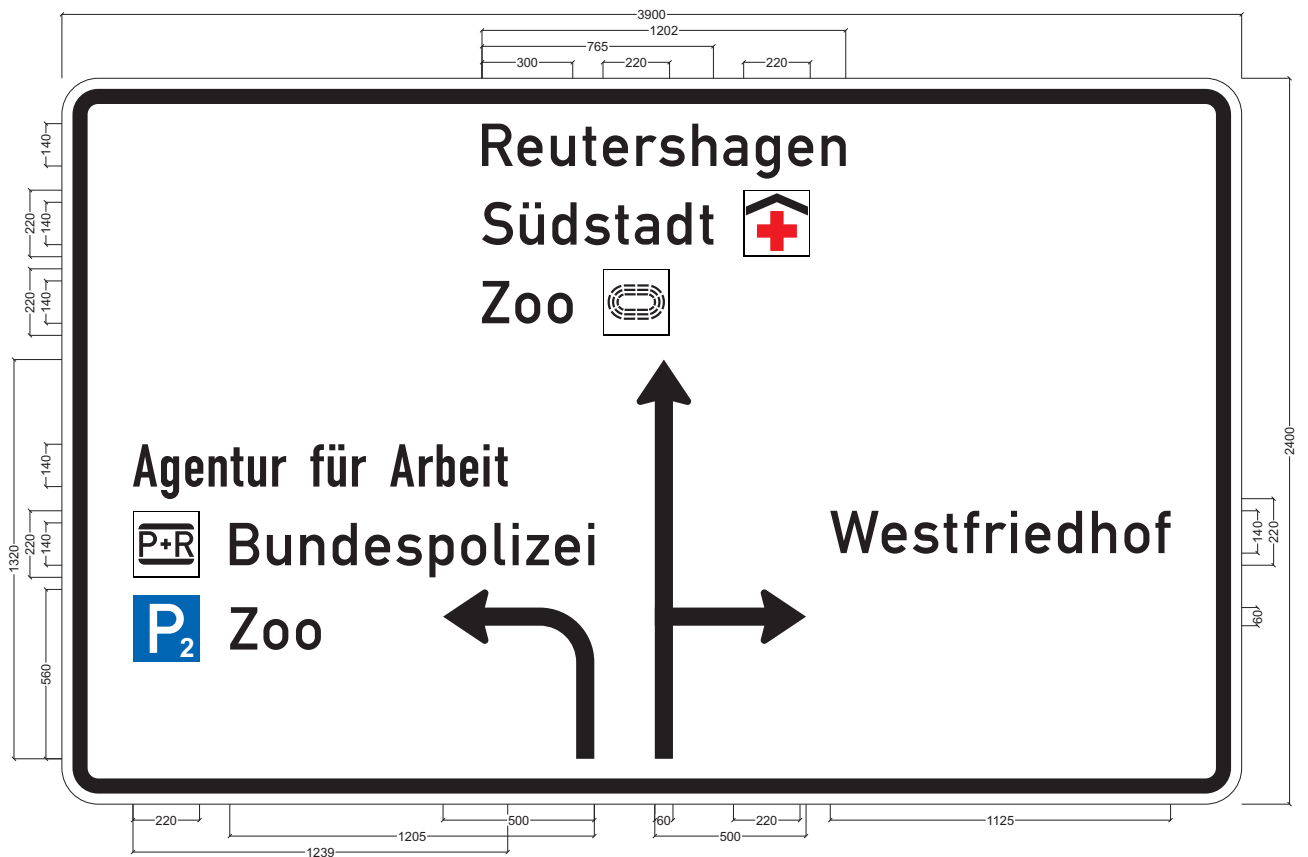 3900
1202
765
300 220 220
140
Reutershagen
220
140
Südstadt
220
140
Zoo
2400
1320
140
Agentur für Arbeit
220
140
P+R Bundespolizei
Westfriedhof
140
220
P2 Zoo
60
560
220 500 60 220 1125
1205 500
1239